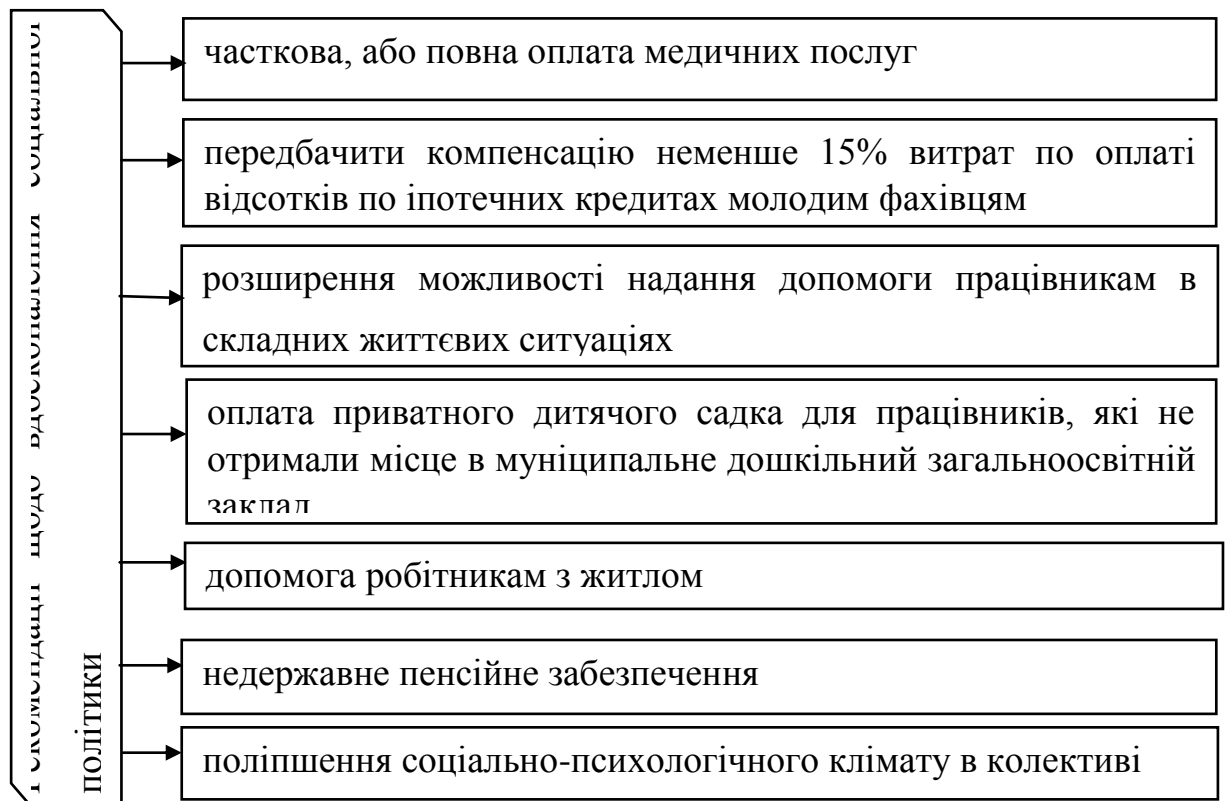 Рекомендації щодо вдосконалення соціальної
політики
часткова, або повна оплата медичних послуг
передбачити компенсацію неменше 15% витрат по оплаті
відсотків по іпотечних кредитах молодим фахівцям
розширення можливості надання допомоги працівникам в
складних життєвих ситуаціях
оплата приватного дитячого садка для працівників, які не
отримали місце в муніципальне дошкільний загальноосвітній
заклад
допомога робітникам з житлом
недержавне пенсійне забезпечення
поліпшення соціально-психологічного клімату в колективі